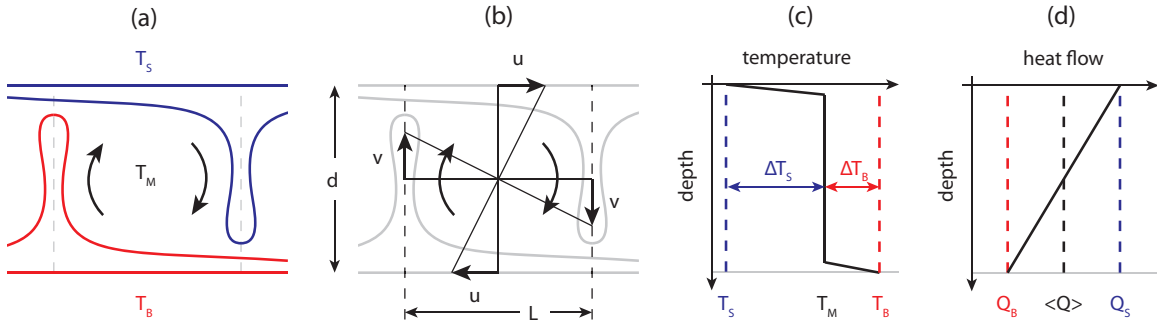 (a)
T_S
T_M
T_B
(b)
u
v
d
v
u
L
(c)
temperature
depth
ΔT_S
ΔT_B
T_S
T_M
T_B
(d)
heat flow
depth
Q_B
<Q>
Q_S